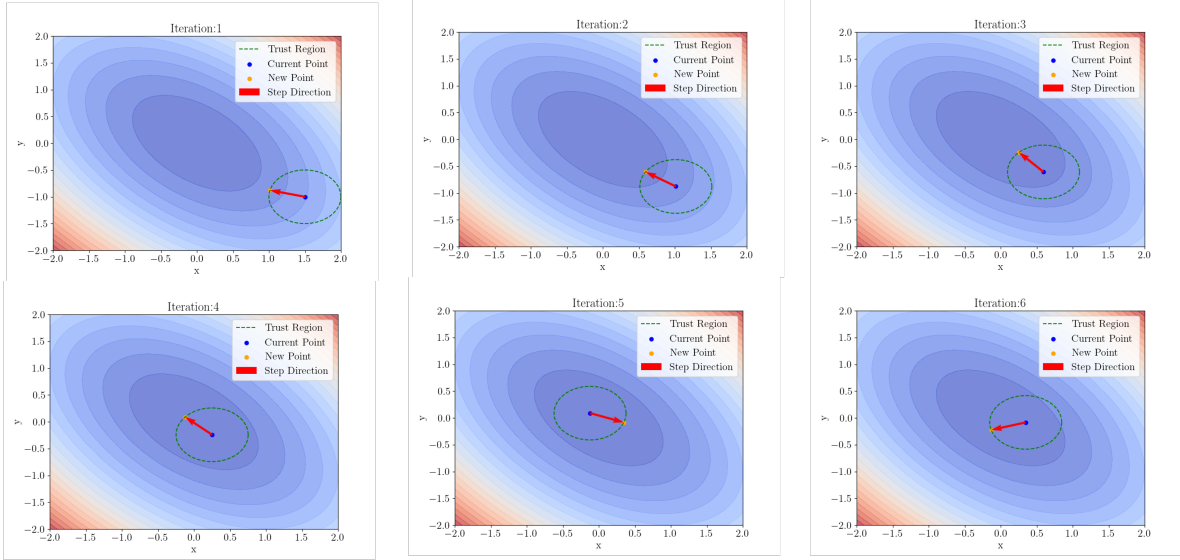 Iteration:1
2.0
1.5
1.0
0.5
0.0
−0.5
−1.0
−1.5
−2.0
y
−2.0 −1.5 −1.0 −0.5 0.0 0.5 1.0 1.5 2.0
x
Trust Region
Current Point
New Point
Step Direction
Iteration:2
2.0
1.5
1.0
0.5
0.0
−0.5
−1.0
−1.5
−2.0
y
−2.0 −1.5 −1.0 −0.5 0.0 0.5 1.0 1.5 2.0
x
Trust Region
Current Point
New Point
Step Direction
Iteration:3
2.0
1.5
1.0
0.5
0.0
−0.5
−1.0
−1.5
−2.0
y
−2.0 −1.5 −1.0 −0.5 0.0 0.5 1.0 1.5 2.0
x
Trust Region
Current Point
New Point
Step Direction
Iteration:4
2.0
1.5
1.0
0.5
0.0
−0.5
−1.0
−1.5
−2.0
y
−2.0 −1.5 −1.0 −0.5 0.0 0.5 1.0 1.5 2.0
x
Trust Region
Current Point
New Point
Step Direction
Iteration:5
2.0
1.5
1.0
0.5
0.0
−0.5
−1.0
−1.5
−2.0
y
−2.0 −1.5 −1.0 −0.5 0.0 0.5 1.0 1.5 2.0
x
Trust Region
Current Point
New Point
Step Direction
Iteration:6
2.0
1.5
1.0
0.5
0.0
−0.5
−1.0
−1.5
−2.0
y
−2.0 −1.5 −1.0 −0.5 0.0 0.5 1.0 1.5 2.0
x
Trust Region
Current Point
New Point
Step Direction